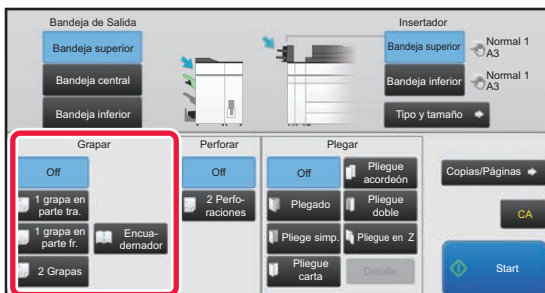 Bandeja de Salida
Insertador
Bandeja superior
Bandeja central
Bandeja inferior
Bandeja superior
Normal 1
A3
Bandeja inferior
Normal 1
A3
Tipo y tamaño
Grapar
Off
1 grapa en
parte tra.
1 grapa en
parte fr.
2 Grapas
Encua-
dernador
Perforar
Off
2 Perfo-
raciones
Plegar
Off
Plegado
Pliege simp.
Pliegue
carta
Pliegue
acordeón
Pliegue
doble
Pliegue en Z
Detalle
Copias/Páginas
CA
Start